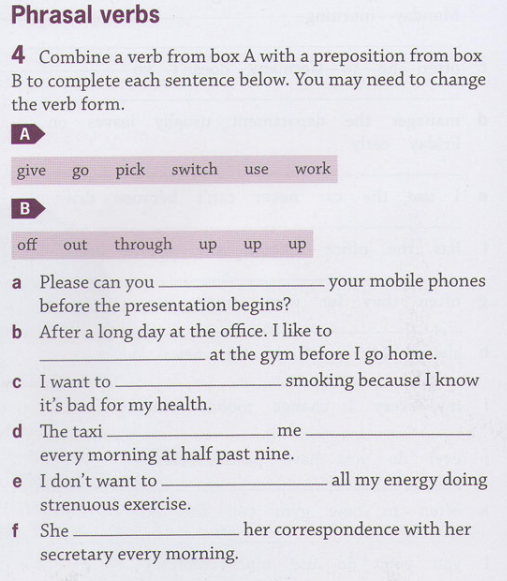 Phrasal verbs
4 Combine a verb from box A with a preposition from box
B to complete each sentence below. You may need to change
the verb form.
A
give go pick switch use work
B
off out through up up up
a Please can you ____________ your mobile phones
before the presentation begins?
b After a long day at the office. I like to
____________ at the gym before I go home.
c I want to ____________ smoking because I know
it's bad for my health.
d The taxi ____________ me ____________
every morning at half past nine.
e I don't want to ____________ all my energy doing
strenuous exercise.
f She ____________ her correspondence with her
secretary every morning.